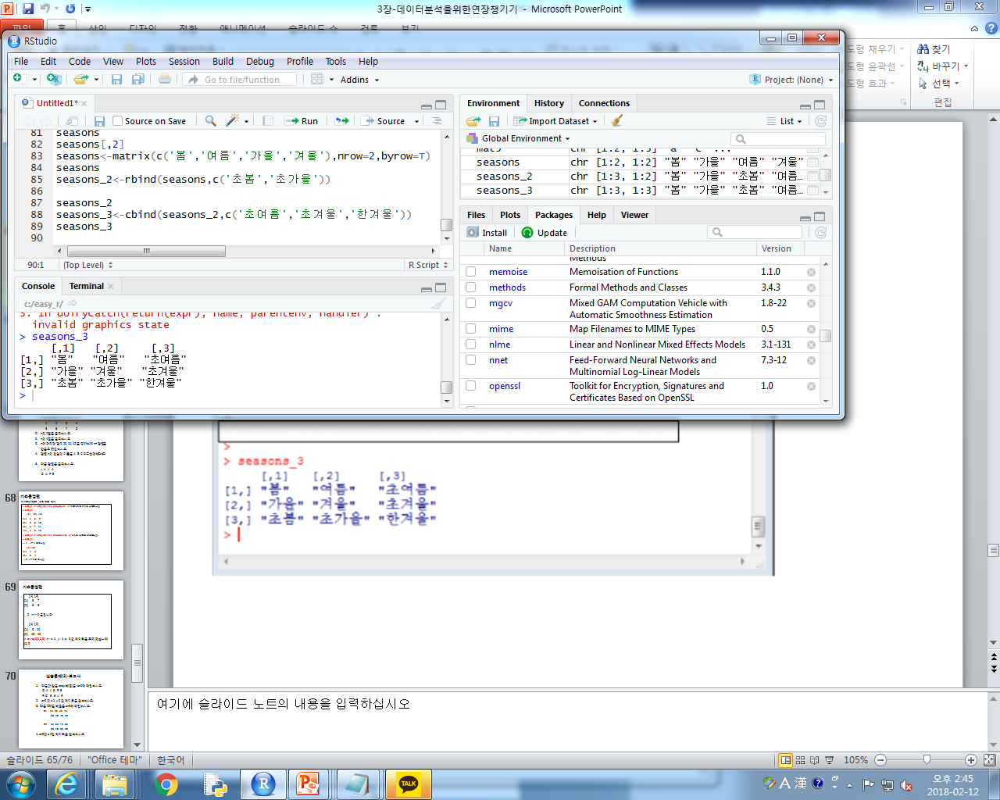 3장-데이터분석을위한연장챙기기 - Microsoft PowerPoint
RStudio
File Edit Code View Plots Session Build Debug Profile Tools Help
Go to file/function
Addins
Project: (None)
도형 채우기
도형 윤곽선
도형 효과
찾기
바꾸기
선택
편집
Untitled1*
Source on Save
Run
Source
81 seasons
82 seasons[,2]
83 seasons<-matrix(c('봄','여름','가을','겨울'),nrow=2,byrow=T)
84 seasons
85 seasons_2<-rbind(seasons,c('초봄','초가을'))
86
87 seasons_2
88 seasons_3<-cbind(seasons_2,c('초여름','초겨울','한겨울'))
89 seasons_3
90
90:1 (Top Level) R Script
Console Terminal
c:/easy_r/
3: In doTryCatch(return(expr), name, parentenv, handler) :
invalid graphics state
> seasons_3
[,1] [,2] [,3]
[1,] "봄" "여름" "초여름"
[2,] "가을" "겨울" "초겨울"
[3,] "초봄" "초가을" "한겨울"
>
Environment History Connections
Import Dataset
List
Global Environment
seasons chr [1:2, 1:2] "봄" "가을" "여름" "겨울"
seasons_2 chr [1:3, 1:2] "봄" "가을" "초봄" "여름…
seasons_3 chr [1:3, 1:3] "봄" "가을" "초봄" "여름…
Files Plots Packages Help Viewer
Install Update
Name Description Version
Methods
memoise Memoisation of Functions 1.1.0
methods Formal Methods and Classes 3.4.3
mgcv Mixed GAM Computation Vehicle with Automatic Smoothness Estimation 1.8-22
mime Map Filenames to MIME Types 0.5
nlme Linear and Nonlinear Mixed Effects Models 3.1-131
nnet Feed-Forward Neural Networks and Multinomial Log-Linear Models 7.3-12
openssl Toolkit for Encryption, Signatures and Certificates Based on OpenSSL 1.0
>
> seasons_3
[,1] [,2] [,3]
[1,] "봄" "여름" "초여름"
[2,] "가을" "겨울" "초겨울"
[3,] "초봄" "초가을" "한겨울"
>
68
69
70
여기에 슬라이드 노트의 내용을 입력하십시오
슬라이드 65/76 "Office 테마" 한국어
105%
TALK
A 漢
오후 2:45
2018-02-12